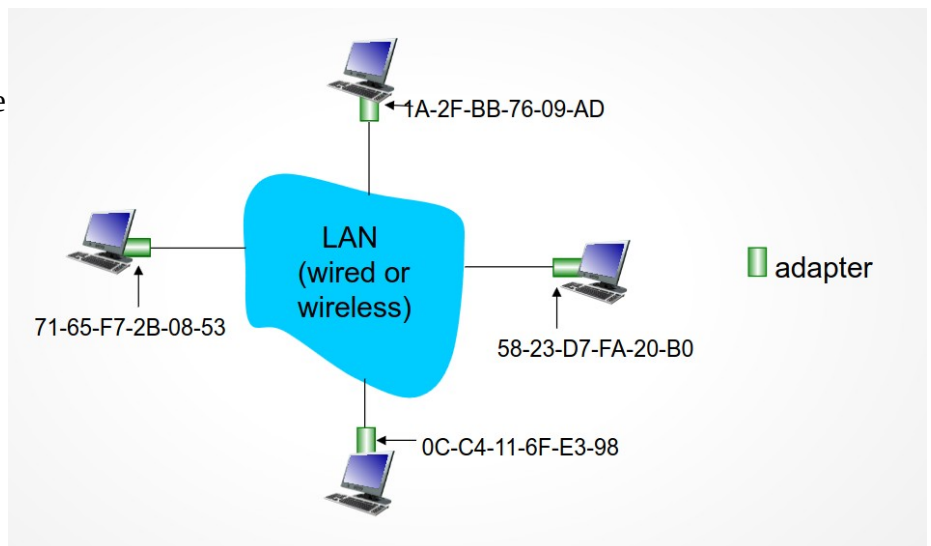 e
1A-2F-BB-76-09-AD
LAN
(wired or
wireless)
adapter
71-65-F7-2B-08-53
58-23-D7-FA-20-B0
0C-C4-11-6F-E3-98